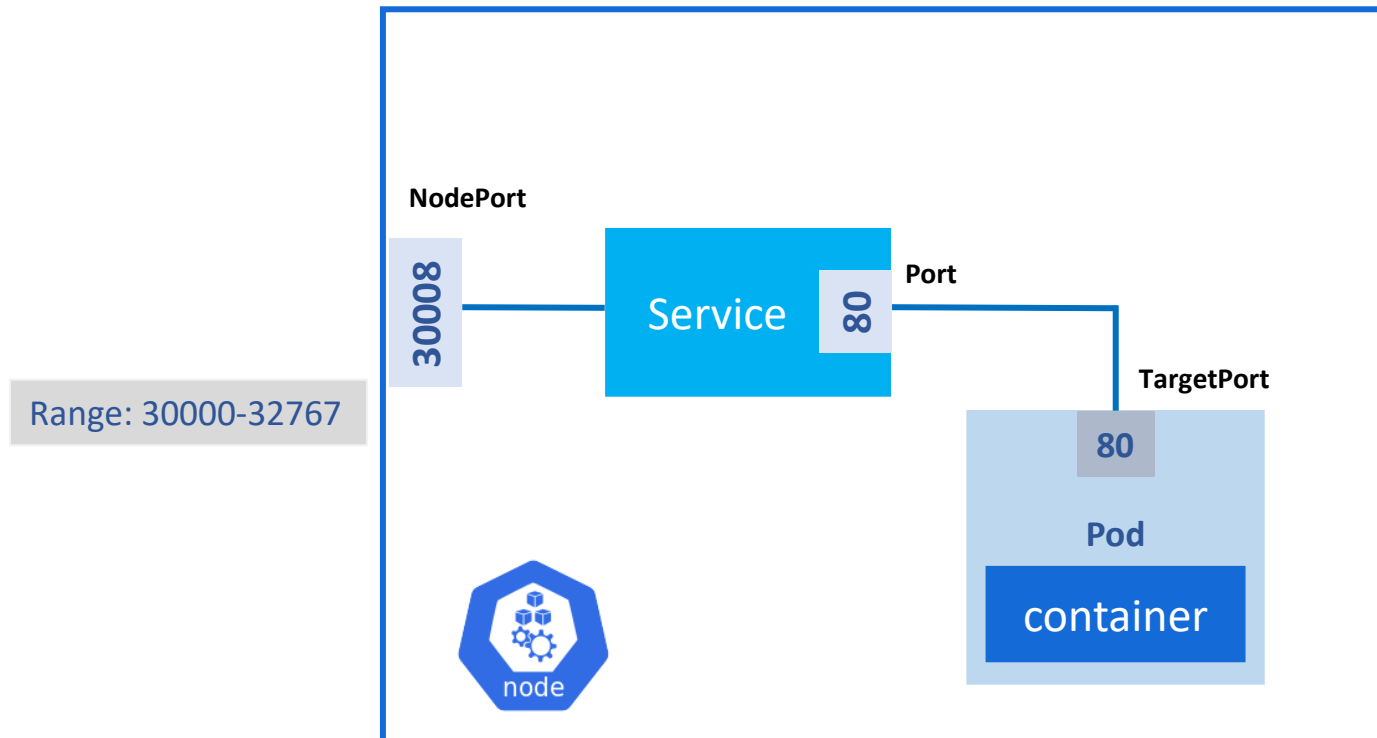 NodePort
30008
Service
80
Port
TargetPort
Range: 30000-32767
80
Pod
container
node